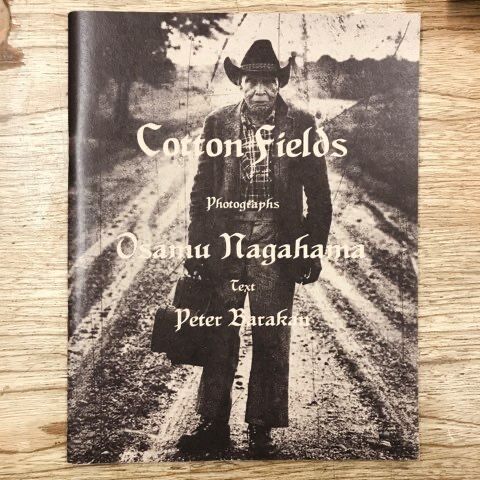 Cotton Fields
Photographs
Osamu Nagahama
Text
Peter Barakan